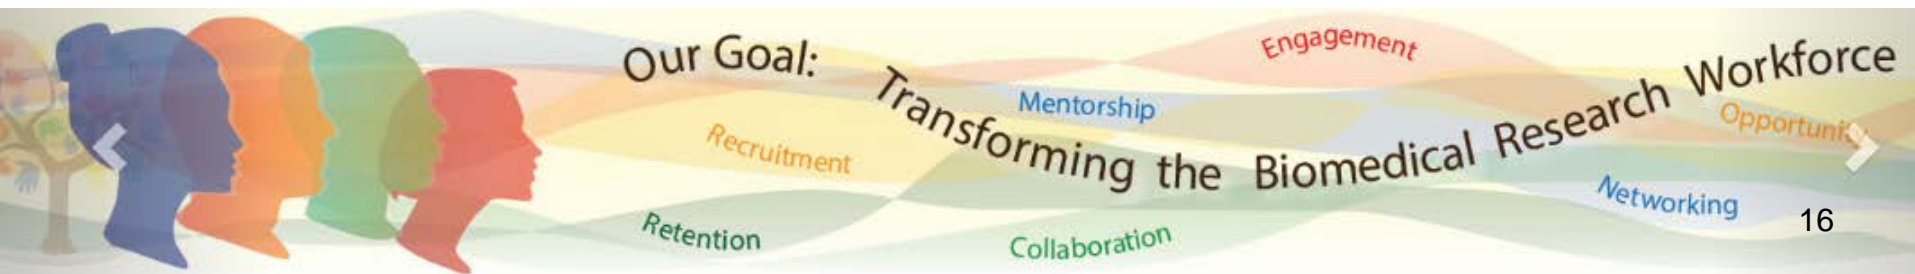 Our Goal: Transforming the Biomedical Research Workforce
Engagement
Mentorship
Recruitment
Retention
Collaboration
Networking
16